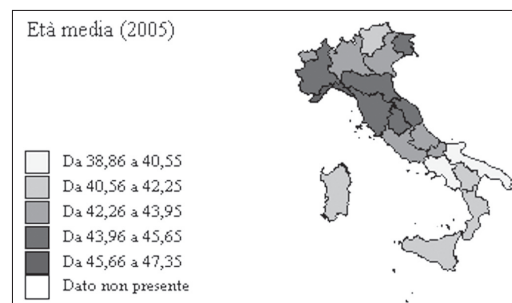 Età media (2005)
Da 38,86 a 40,55
Da 40,56 a 42,25
Da 42,26 a 43,95
Da 43,96 a 45,65
Da 45,66 a 47,35
Dato non presente